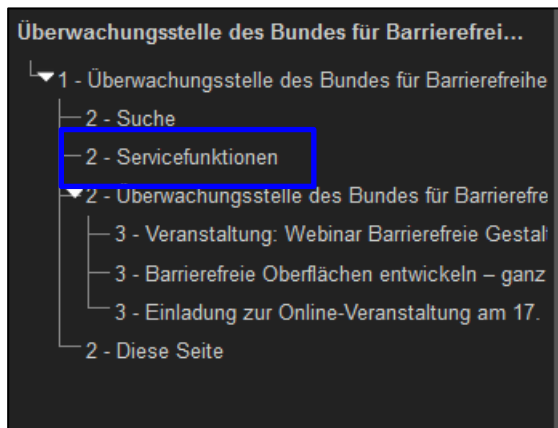 Überwachungsstelle des Bundes für Barrierefrei...
1 - Überwachungsstelle des Bundes für Barrierefreihe
2 - Suche
2 - Servicefunktionen
2 - Überwachungsstelle des Bundes für Barrierefre
3 - Veranstaltung: Webinar Barrierefreie Gestal
3 - Barrierefreie Oberflächen entwickeln – ganz
3 - Einladung zur Online-Veranstaltung am 17.
2 - Diese Seite